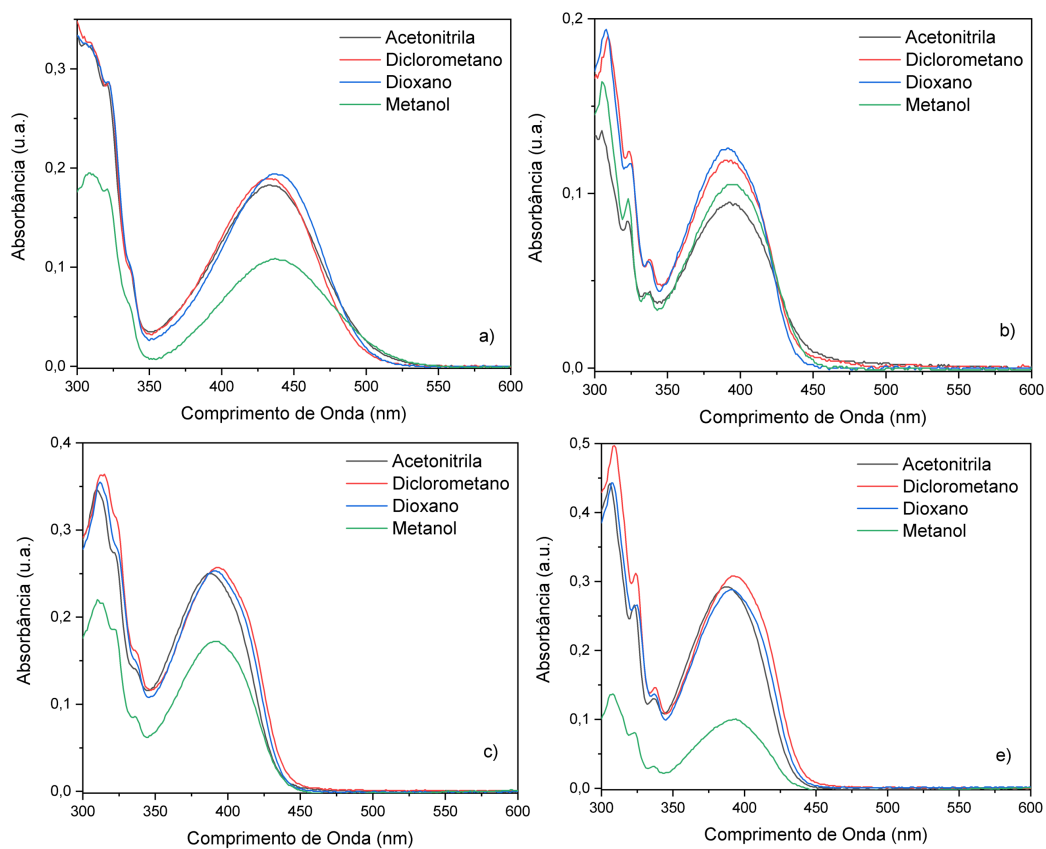 Absorbância (u.a.)
0,3
0,2
0,1
0,0
300 350 400 450 500 550 600
Comprimento de Onda (nm)
Acetonitrila
Diclorometano
Dioxano
Metanol
a)
Absorbância (u.a.)
0,2
0,1
0,0
300 350 400 450 500 550 600
Comprimento de Onda (nm)
Acetonitrila
Diclorometano
Dioxano
Metanol
b)
Absorbância (u.a.)
0,4
0,3
0,2
0,1
0,0
300 350 400 450 500 550 600
Comprimento de Onda (nm)
Acetonitrila
Diclorometano
Dioxano
Metanol
c)
Absorbância (a.u.)
0,5
0,4
0,3
0,2
0,1
0,0
300 350 400 450 500 550 600
Comprimento de Onda (nm)
Acetonitrila
Diclorometano
Dioxano
Metanol
e)